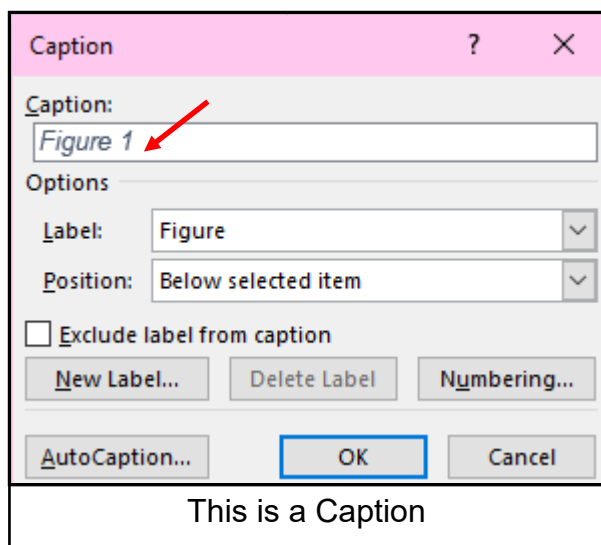 Caption ?
Caption:
Figure 1
Options
Label: Figure
Position: Below selected item
Exclude label from caption
New Label... Delete Label Numbering...
AutoCaption... OK Cancel
This is a Caption